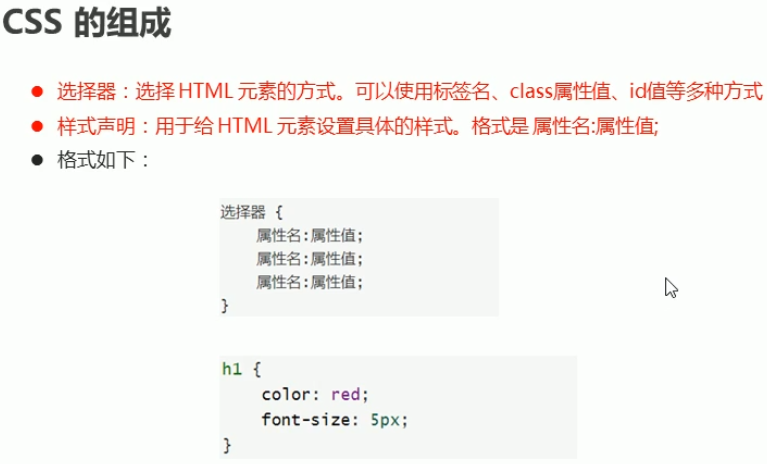 CSS 的组成
● 选择器：选择 HTML 元素的方式。可以使用标签名、class属性值、id值等多种方式
● 样式声明：用于给 HTML 元素设置具体的样式。格式是 属性名:属性值;
● 格式如下：
选择器 {
    属性名:属性值;
    属性名:属性值;
    属性名:属性值;
}
h1 {
    color: red;
    font-size: 5px;
}